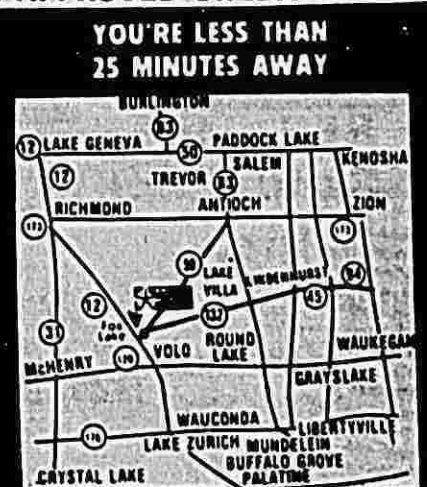 YOU'RE LESS THAN
25 MINUTES AWAY
BURLINGTON
83
12 LAKE GENEVA 50 PADDOCK LAKE
SALEM KENOSHA
12 TREVOR 83
RICHMOND ANTIOCH ZION
173 173
59 LAKE
VILLA LINDENHURST
12 132 45
Fox
Lake
31
VOLO ROUND
LAKE WAUKEGAN
McHENRY 120
GRAYSLAKE
WAUCONDA LIBERTYVILLE
176 LAKE ZURICH MUNDELEIN
BUFFALO GROVE
CRYSTAL LAKE PALATINE